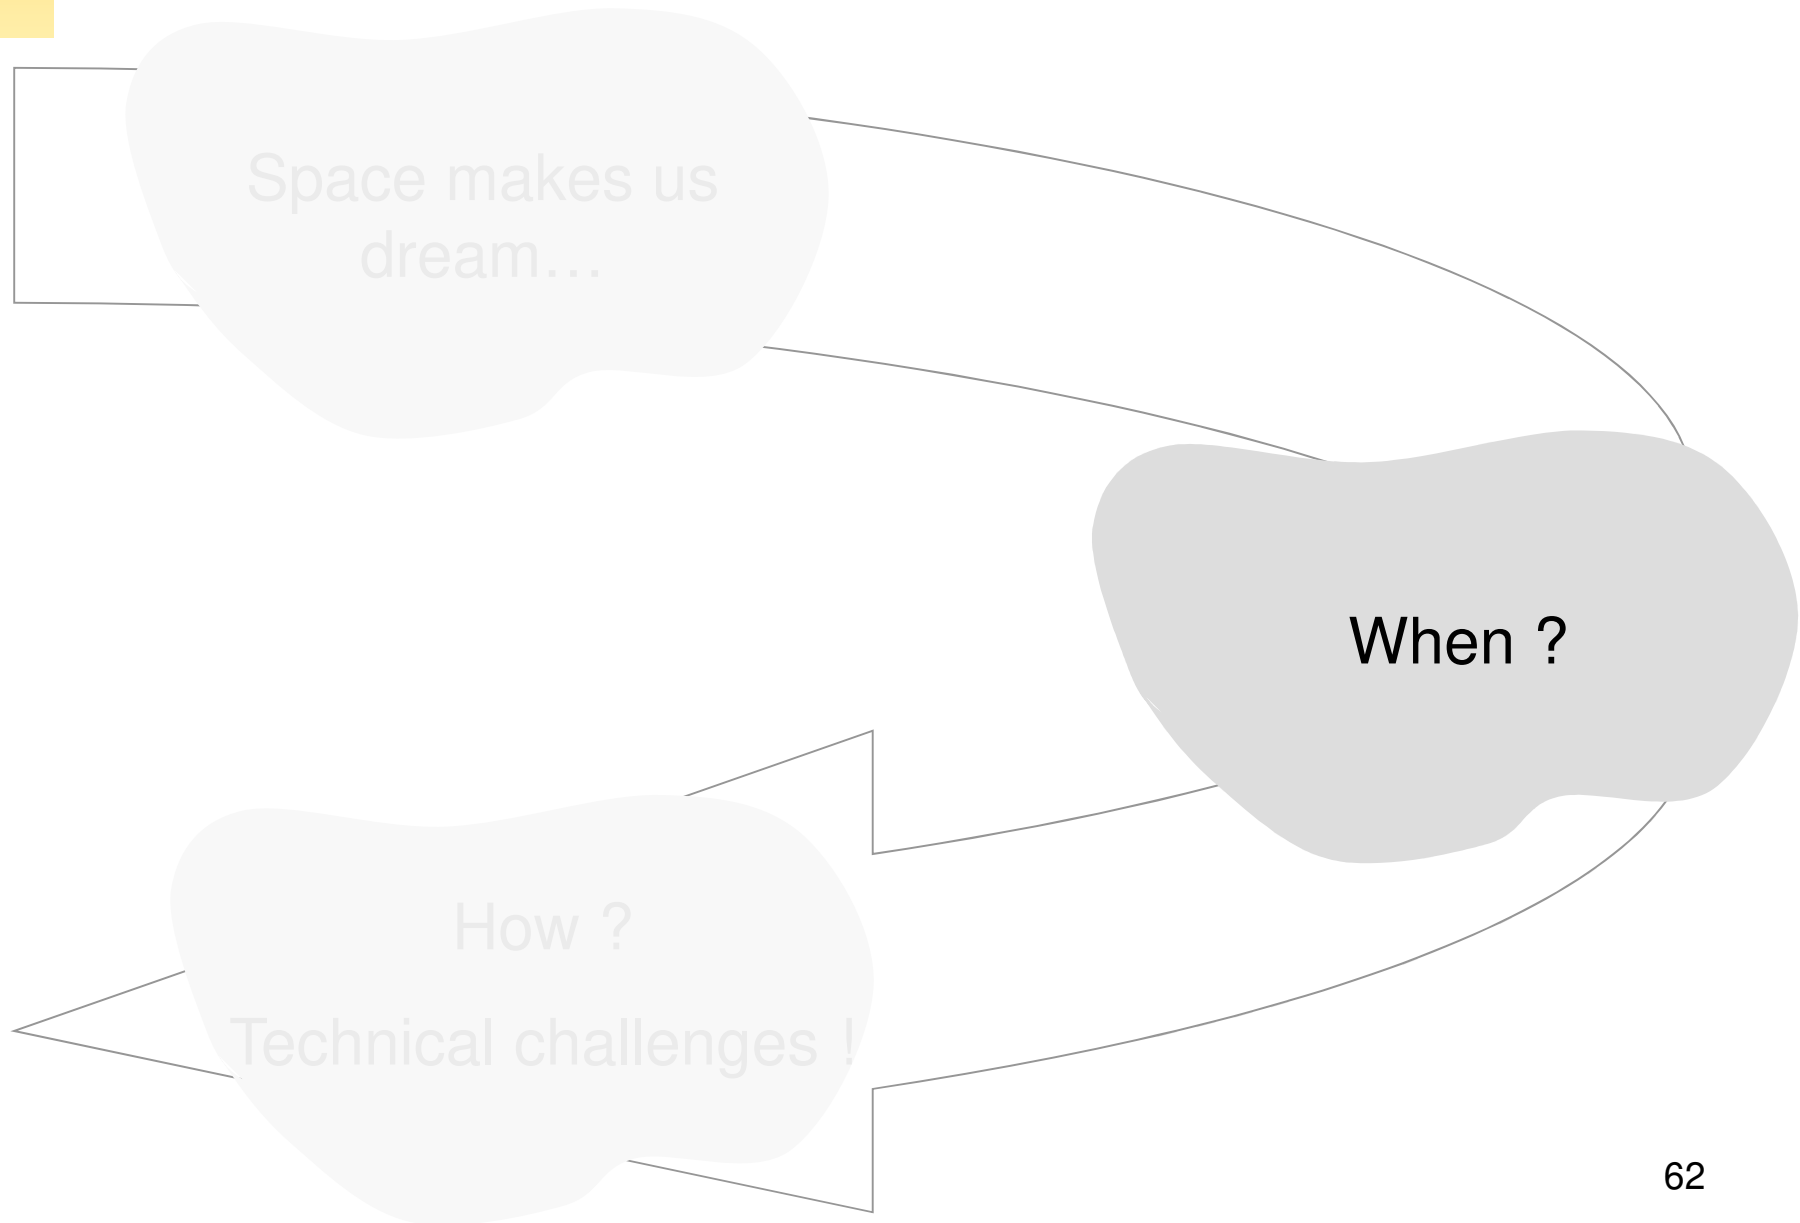 Space makes us
dream…
When ?
How ?
Technical challenges !
62